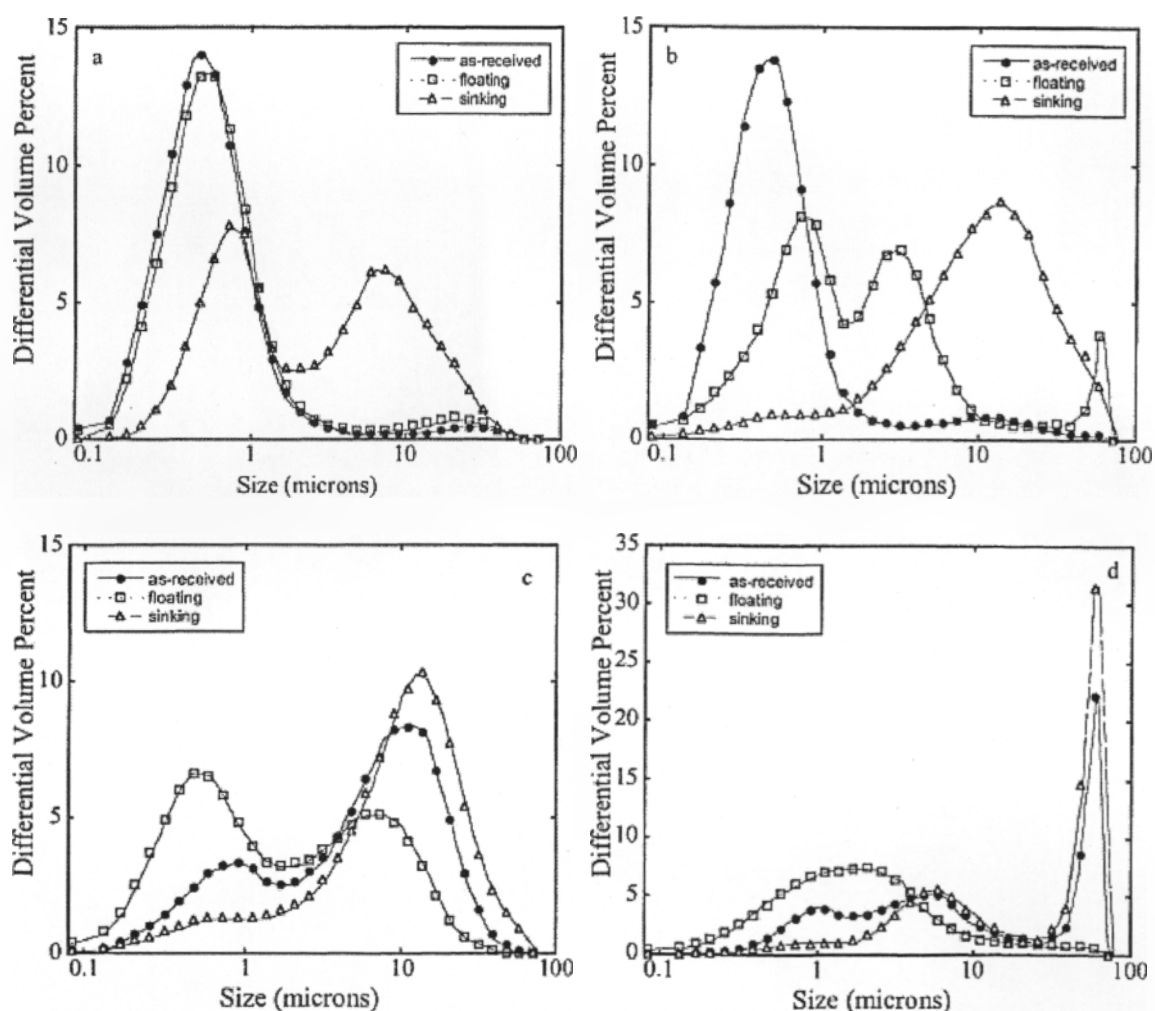 15
10
5
0
Differential Volume Percent
a
as-received
floating
sinking
0.1 1 10 100
Size (microns)
15
10
5
0
Differential Volume Percent
b
as-received
floating
sinking
0.1 1 10 100
Size (microns)
15
10
5
0
Differential Volume Percent
c
as-received
floating
sinking
0.1 1 10 100
Size (microns)
35
30
25
20
15
10
5
0
Differential Volume Percent
d
as-received
floating
sinking
0.1 1 10 100
Size (microns)